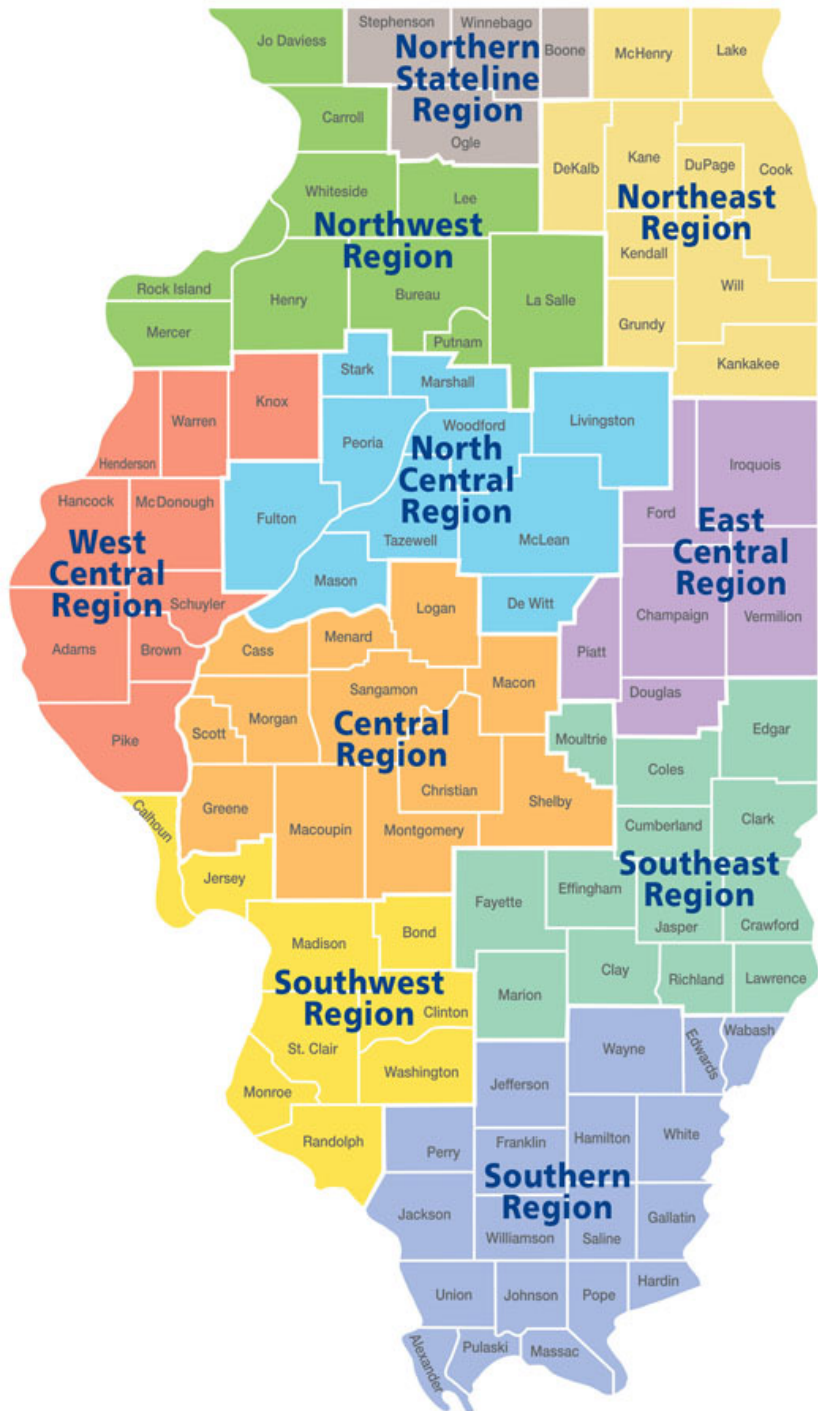 Jo Daviess
Stephenson
Winnebago
Boone
McHenry
Lake
Northern
Stateline
Region
Carroll
Ogle
DeKalb
Kane
DuPage
Cook
Northeast
Region
Whiteside
Lee
Northwest
Region
Kendall
Rock Island
Henry
Bureau
La Salle
Will
Mercer
Putnam
Grundy
Kankakee
Stark
Marshall
Knox
Warren
Henderson
Peoria
Woodford
Livingston
North
Central
Region
Iroquois
Hancock
McDonough
Fulton
Ford
East
Central
Region
West
Central
Region
Tazewell
McLean
Mason
Schuyler
De Witt
Logan
Champaign
Vermilion
Adams
Brown
Cass
Menard
Piatt
Sangamon
Macon
Douglas
Pike
Scott
Morgan
Central
Region
Moultrie
Edgar
Coles
Calhoun
Greene
Macoupin
Christian
Montgomery
Shelby
Cumberland
Clark
Southeast
Region
Jersey
Fayette
Effingham
Jasper
Crawford
Madison
Bond
Southwest
Region
Clay
Richland
Lawrence
Marion
Clinton
St. Clair
Washington
Wayne
Edwards
Wabash
Monroe
Jefferson
Randolph
Perry
Franklin
Hamilton
White
Southern
Region
Jackson
Williamson
Saline
Gallatin
Union
Johnson
Pope
Hardin
Alexander
Pulaski
Massac